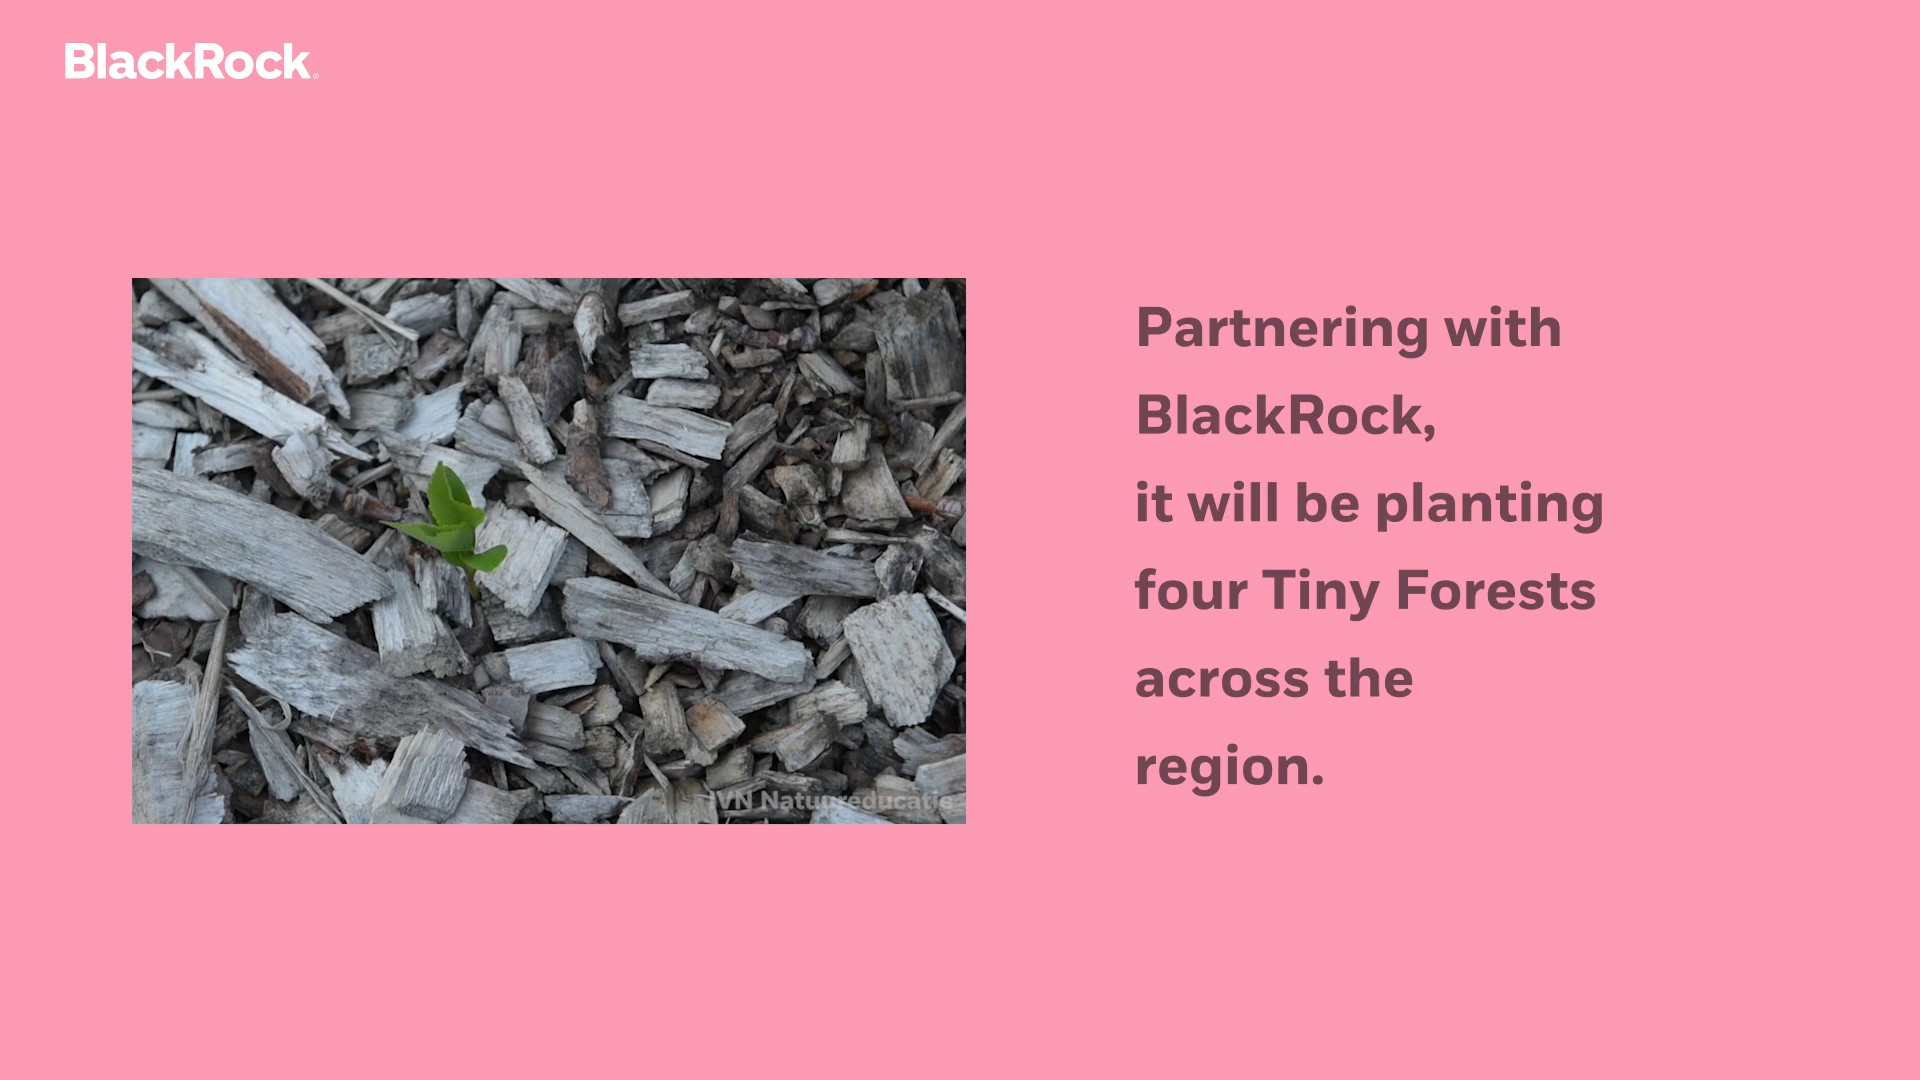 BlackRock®
Partnering with
BlackRock,
it will be planting
four Tiny Forests
across the
region.
IVN Natuureducatie